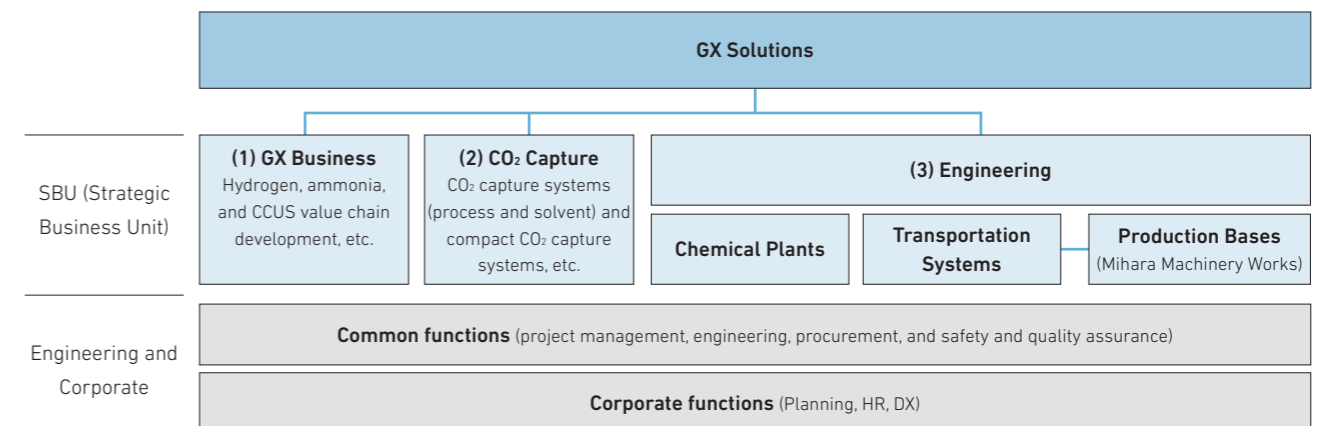 GX Solutions
SBU (Strategic
Business Unit)
(1) GX Business
Hydrogen, ammonia,
and CCUS value chain
development, etc.
(2) CO₂ Capture
CO₂ capture systems
(process and solvent) and
compact CO₂ capture
systems, etc.
(3) Engineering
Chemical Plants
Transportation
Systems
Production Bases
(Mihara Machinery Works)
Engineering and
Corporate
Common functions (project management, engineering, procurement, and safety and quality assurance)
Corporate functions (Planning, HR, DX)